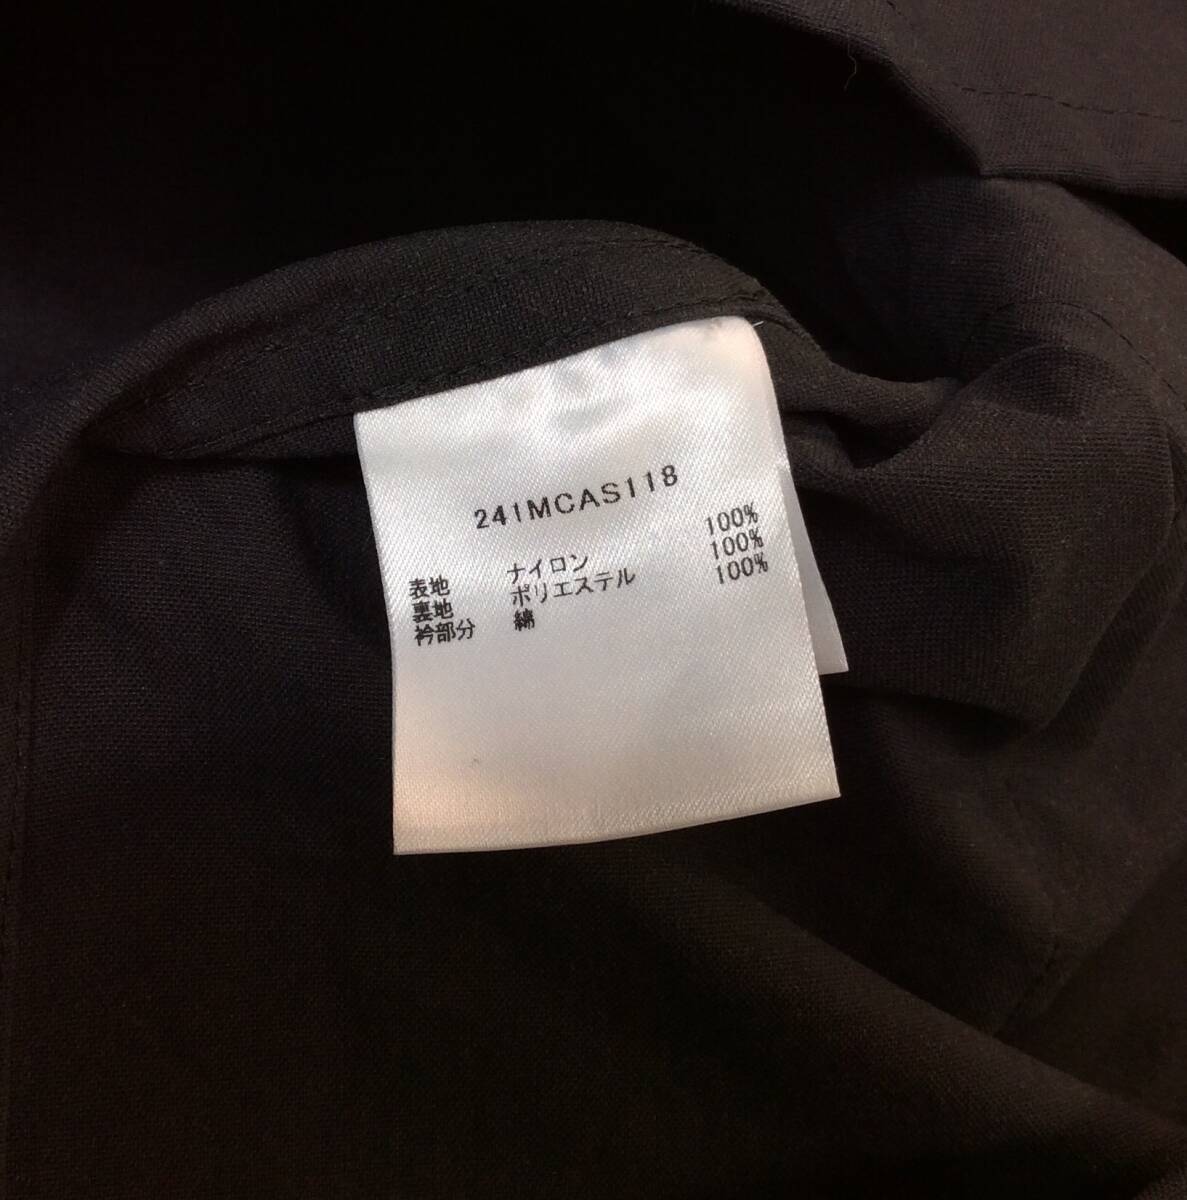 241MCAS118
表地 ナイロン 100%
裏地 ポリエステル 100%
衿部分 綿 100%